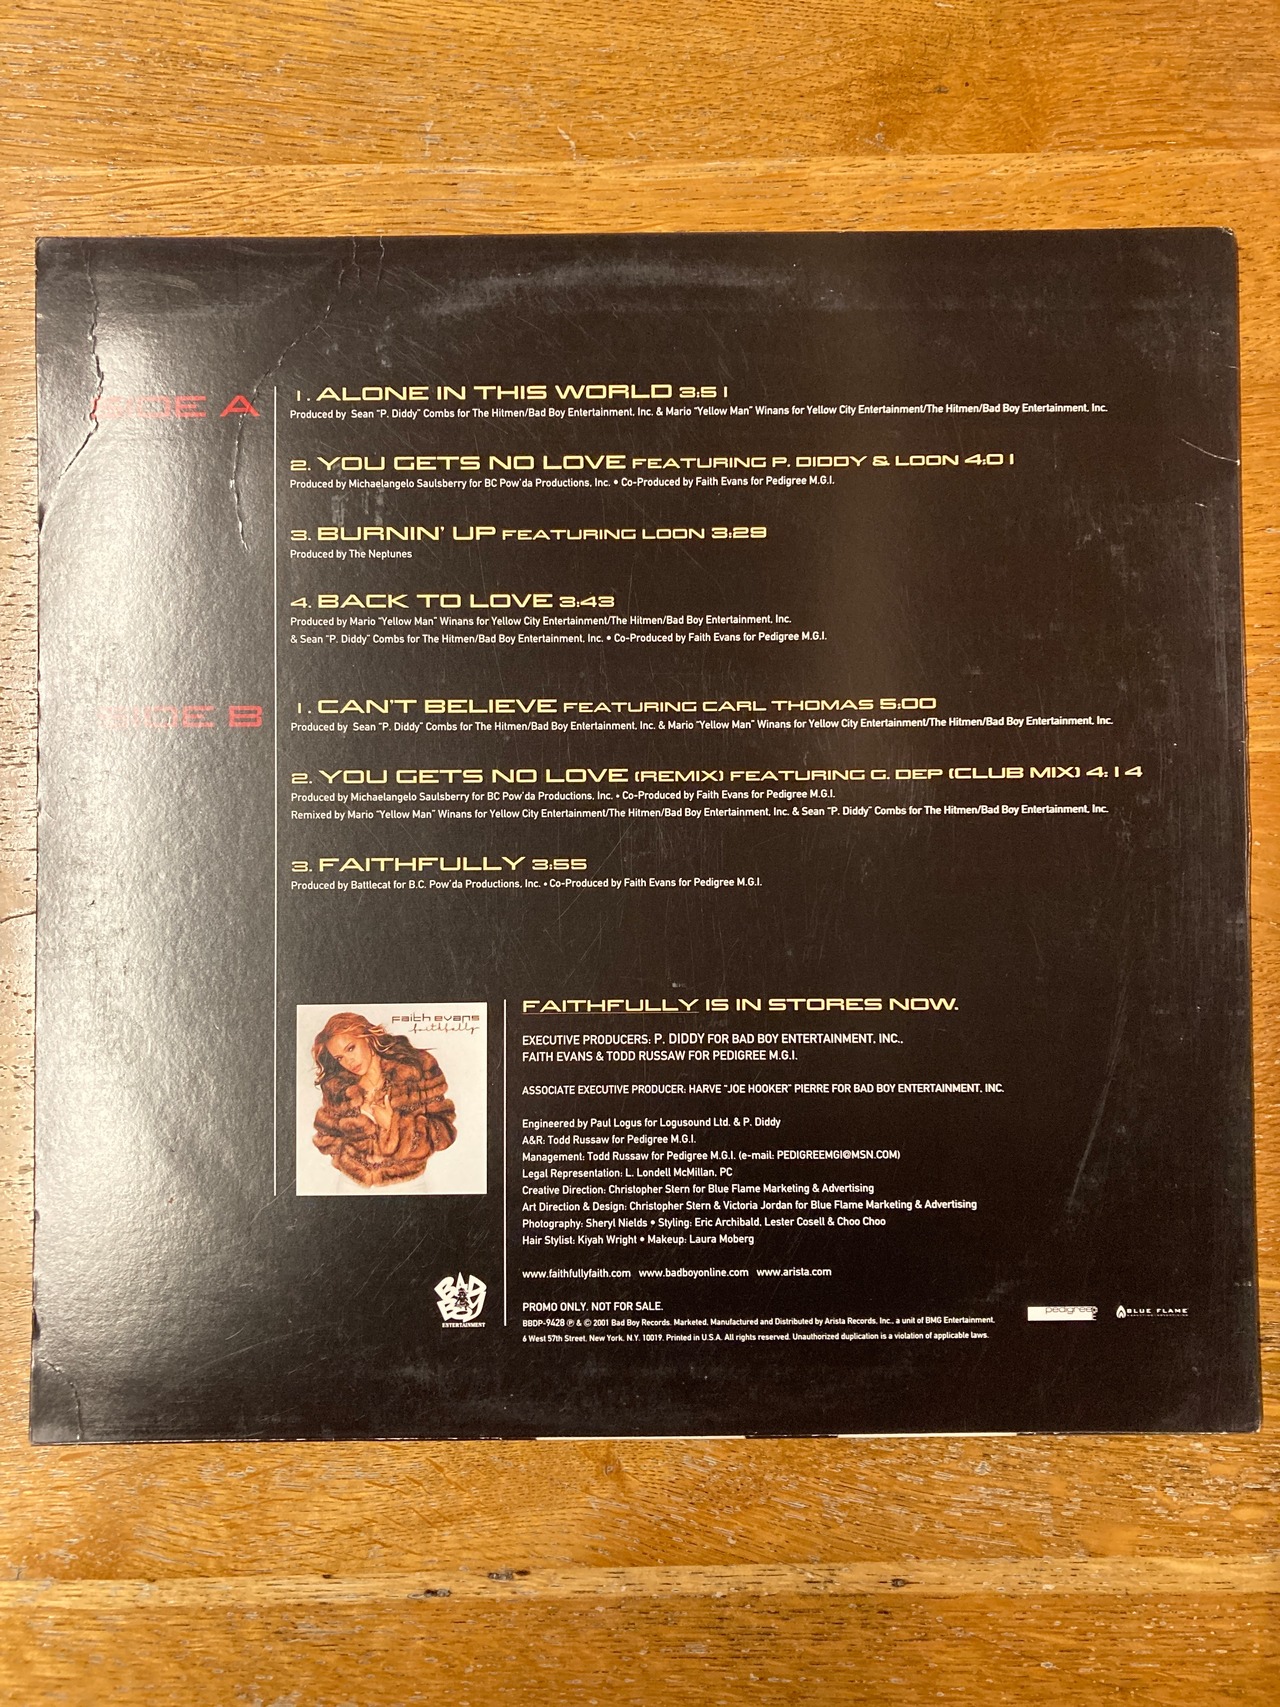 SIDE A
1. ALONE IN THIS WORLD 3:51
Produced by Sean "P. Diddy" Combs for The Hitmen/Bad Boy Entertainment, Inc. & Mario "Yellow Man" Winans for Yellow City Entertainment/The Hitmen/Bad Boy Entertainment, Inc.
2. YOU GETS NO LOVE FEATURING P. DIDDY & LOON 4:01
Produced by Michaelangelo Saulsberry for BC Pow'da Productions, Inc. • Co-Produced by Faith Evans for Pedigree M.G.I.
3. BURNIN' UP FEATURING LOON 3:29
Produced by The Neptunes
4. BACK TO LOVE 3:43
Produced by Mario "Yellow Man" Winans for Yellow City Entertainment/The Hitmen/Bad Boy Entertainment, Inc.
& Sean "P. Diddy" Combs for The Hitmen/Bad Boy Entertainment, Inc. • Co-Produced by Faith Evans for Pedigree M.G.I.
SIDE B
1. CAN'T BELIEVE FEATURING CARL THOMAS 5:00
Produced by Sean "P. Diddy" Combs for The Hitmen/Bad Boy Entertainment, Inc. & Mario "Yellow Man" Winans for Yellow City Entertainment/The Hitmen/Bad Boy Entertainment, Inc.
2. YOU GETS NO LOVE (REMIX) FEATURING G. DEP (CLUB MIX) 4:14
Produced by Michaelangelo Saulsberry for BC Pow'da Productions, Inc. • Co-Produced by Faith Evans for Pedigree M.G.I.
Remixed by Mario "Yellow Man" Winans for Yellow City Entertainment/The Hitmen/Bad Boy Entertainment, Inc. & Sean "P. Diddy" Combs for The Hitmen/Bad Boy Entertainment, Inc.
3. FAITHFULLY 3:55
Produced by Battlecat for B.C. Pow'da Productions, Inc. • Co-Produced by Faith Evans for Pedigree M.G.I.
faith evans
faithfully
FAITHFULLY IS IN STORES NOW.
EXECUTIVE PRODUCERS: P. DIDDY FOR BAD BOY ENTERTAINMENT, INC.,
FAITH EVANS & TODD RUSSAW FOR PEDIGREE M.G.I.
ASSOCIATE EXECUTIVE PRODUCER: HARVE "JOE HOOKER" PIERRE FOR BAD BOY ENTERTAINMENT, INC.
Engineered by Paul Logus for Logusound Ltd. & P. Diddy
A&R: Todd Russaw for Pedigree M.G.I.
Management: Todd Russaw for Pedigree M.G.I. (e-mail: PEDIGREEMGI@MSN.COM)
Legal Representation: L. Londell McMillan, PC
Creative Direction: Christopher Stern for Blue Flame Marketing & Advertising
Art Direction & Design: Christopher Stern & Victoria Jordan for Blue Flame Marketing & Advertising
Photography: Sheryl Nields • Styling: Eric Archibald, Lester Cosell & Choo Choo
Hair Stylist: Kiyah Wright • Makeup: Laura Moberg
www.faithfullyfaith.com www.badboyonline.com www.arista.com
BAD
BOY
ENTERTAINMENT
PROMO ONLY. NOT FOR SALE.
BBDP-9428 ℗ & © 2001 Bad Boy Records. Marketed, Manufactured and Distributed by Arista Records, Inc., a unit of BMG Entertainment,
6 West 57th Street, New York, N.Y. 10019. Printed in U.S.A. All rights reserved. Unauthorized duplication is a violation of applicable laws.
pedigree
BLUE FLAME